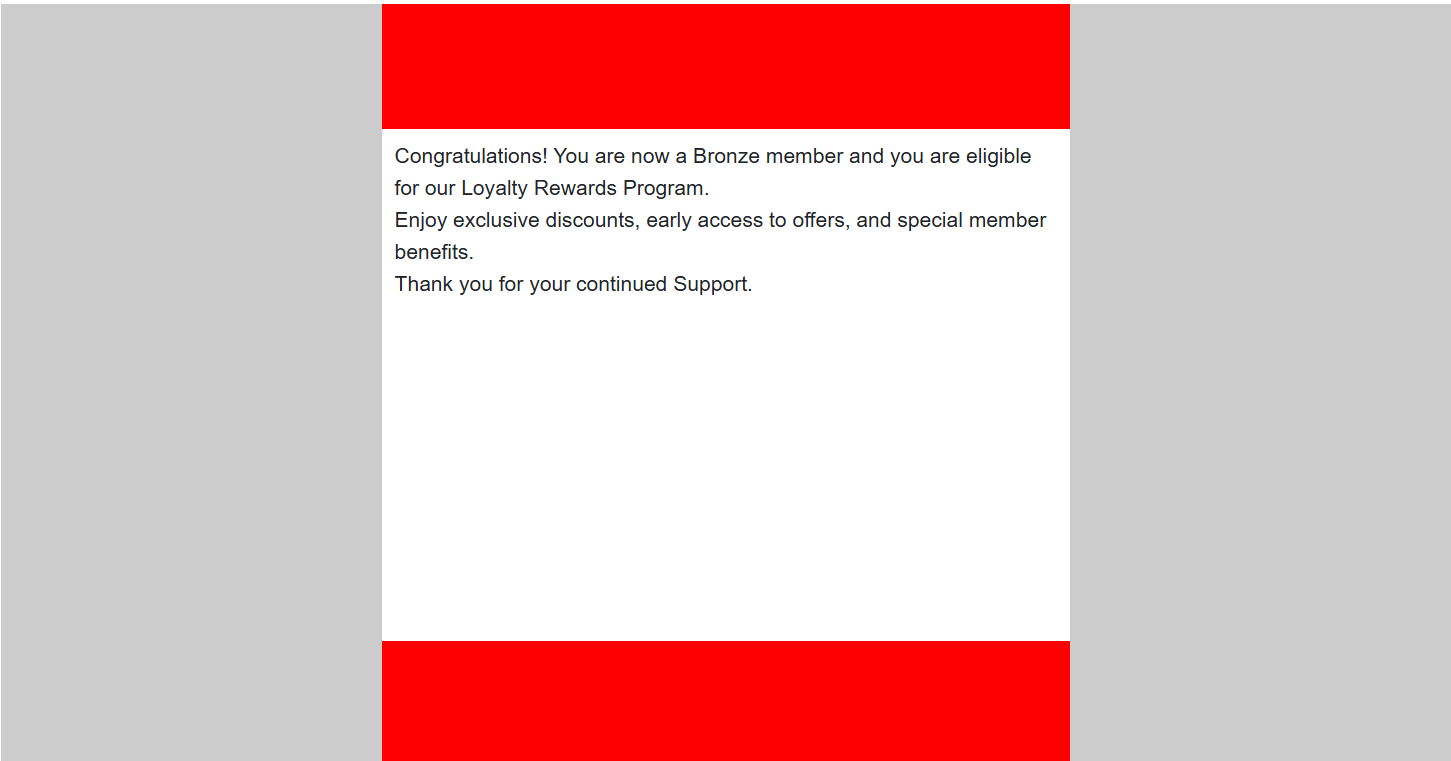 Congratulations! You are now a Bronze member and you are eligible
for our Loyalty Rewards Program.
Enjoy exclusive discounts, early access to offers, and special member
benefits.
Thank you for your continued Support.